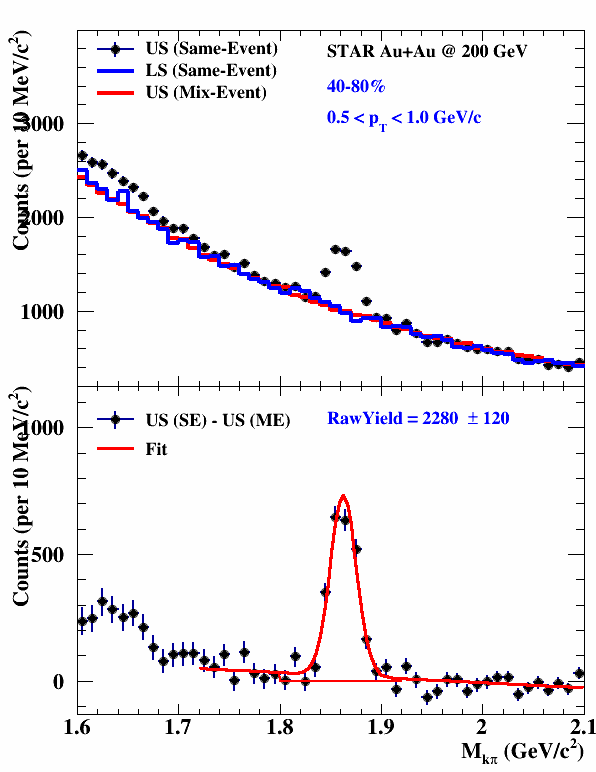 US (Same-Event)
LS (Same-Event)
US (Mix-Event)
STAR Au+Au @ 200 GeV
40-80%
0.5 < p_T < 1.0 GeV/c
Counts (per 10 MeV/c²)
3000
2000
1000
US (SE) - US (ME)
Fit
RawYield = 2280 ± 120
Counts (per 10 MeV/c²)
1000
500
0
1.6 1.7 1.8 1.9 2 2.1
M_kπ (GeV/c²)